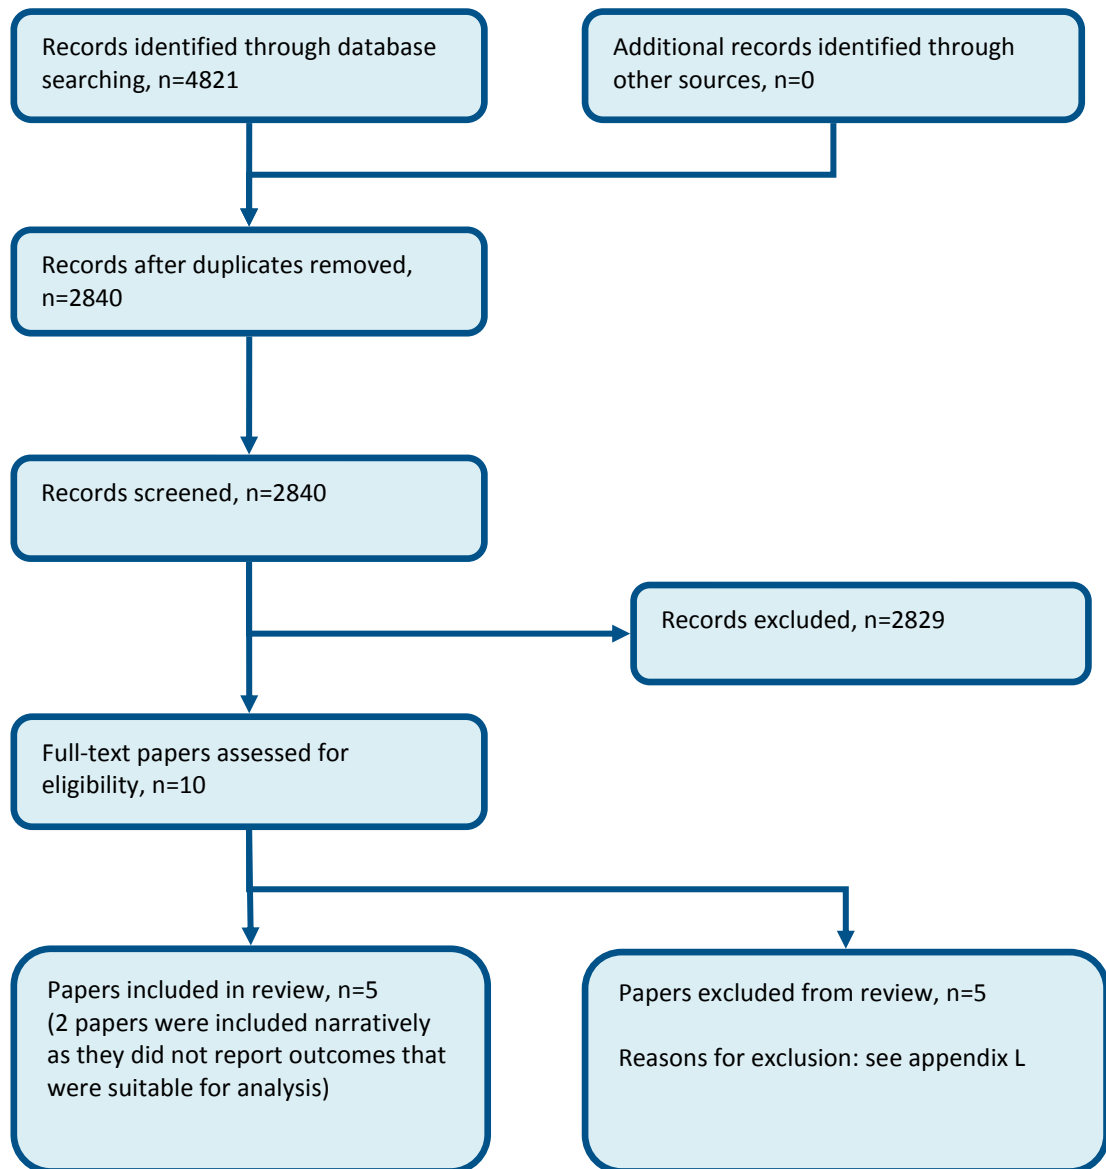 Records identified through database
searching, n=4821
Additional records identified through
other sources, n=0
Records after duplicates removed,
n=2840
Records screened, n=2840
Records excluded, n=2829
Full-text papers assessed for
eligibility, n=10
Papers included in review, n=5
(2 papers were included narratively
as they did not report outcomes that
were suitable for analysis)
Papers excluded from review, n=5
Reasons for exclusion: see appendix L